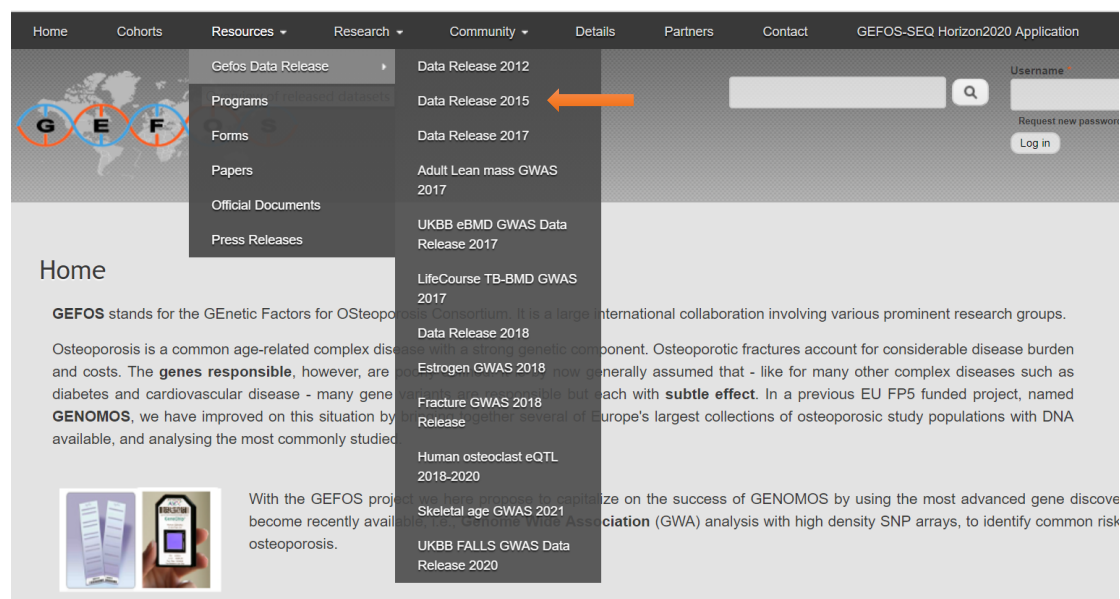 Home Cohorts Resources Research Community Details Partners Contact GEFOS-SEQ Horizon2020 Application
Gefos Data Release
Programs
Forms
Papers
Official Documents
Press Releases
Data Release 2012
Data Release 2015
Data Release 2017
Adult Lean mass GWAS
2017
UKBB eBMD GWAS Data
Release 2017
LifeCourse TB-BMD GWAS
2017
Data Release 2018
Estrogen GWAS 2018
Fracture GWAS 2018
Release
Human osteoclast eQTL
2018-2020
Skeletal age GWAS 2021
UKBB FALLS GWAS Data
Release 2020
Username *
Request new password
Log in
G E F O S
of released datasets
Home
GEFOS stands for the GEnetic Factors for OSteoporosis Consortium. It is a large international collaboration involving various prominent research groups.
Osteoporosis is a common age-related complex disease with a strong genetic component. Osteoporotic fractures account for considerable disease burden
and costs. The genes responsible, however, are now generally assumed that - like for many other complex diseases such as
diabetes and cardiovascular disease - many gene variants are responsible but each with subtle effect. In a previous EU FP5 funded project, named
GENOMOS, we have improved on this situation by bringing together several of Europe's largest collections of osteoporosic study populations with DNA
available, and analysing the most commonly studied.
With the GEFOS project we here propose to capitalize on the success of GENOMOS by using the most advanced gene discove
become recently available, i.e., Genome Wide Association (GWA) analysis with high density SNP arrays, to identify common risk
osteoporosis.